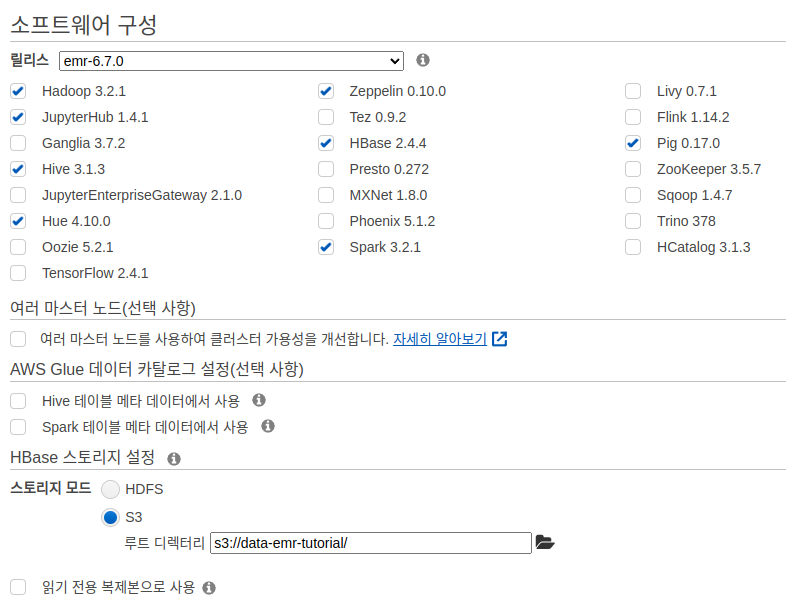 소프트웨어 구성
릴리스 emr-6.7.0
Hadoop 3.2.1 Zeppelin 0.10.0 Livy 0.7.1
JupyterHub 1.4.1 Tez 0.9.2 Flink 1.14.2
Ganglia 3.7.2 HBase 2.4.4 Pig 0.17.0
Hive 3.1.3 Presto 0.272 ZooKeeper 3.5.7
JupyterEnterpriseGateway 2.1.0 MXNet 1.8.0 Sqoop 1.4.7
Hue 4.10.0 Phoenix 5.1.2 Trino 378
Oozie 5.2.1 Spark 3.2.1 HCatalog 3.1.3
TensorFlow 2.4.1
여러 마스터 노드(선택 사항)
여러 마스터 노드를 사용하여 클러스터 가용성을 개선합니다. 자세히 알아보기
AWS Glue 데이터 카탈로그 설정(선택 사항)
Hive 테이블 메타 데이터에서 사용
Spark 테이블 메타 데이터에서 사용
HBase 스토리지 설정
스토리지 모드 HDFS
S3
루트 디렉터리 s3://data-emr-tutorial/
읽기 전용 복제본으로 사용